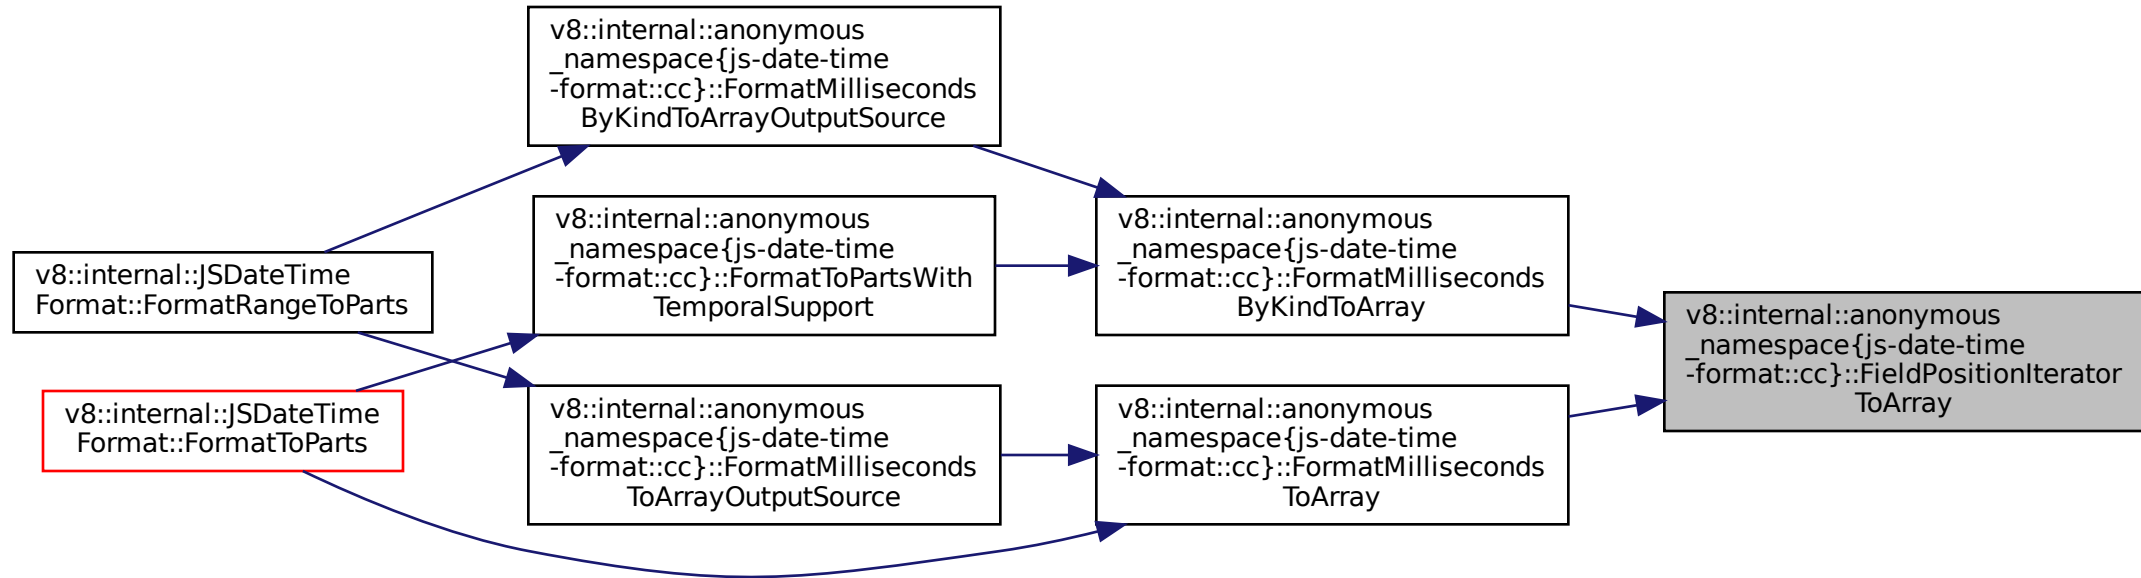 v8::internal::anonymous
_namespace{js-date-time
-format::cc}::FormatMilliseconds
ByKindToArrayOutputSource
v8::internal::anonymous
_namespace{js-date-time
-format::cc}::FormatToPartsWith
TemporalSupport
v8::internal::anonymous
_namespace{js-date-time
-format::cc}::FormatMilliseconds
ByKindToArray
v8::internal::JSDateTime
Format::FormatRangeToParts
v8::internal::anonymous
_namespace{js-date-time
-format::cc}::FieldPositionIterator
ToArray
v8::internal::JSDateTime
Format::FormatToParts
v8::internal::anonymous
_namespace{js-date-time
-format::cc}::FormatMilliseconds
ToArrayOutputSource
v8::internal::anonymous
_namespace{js-date-time
-format::cc}::FormatMilliseconds
ToArray